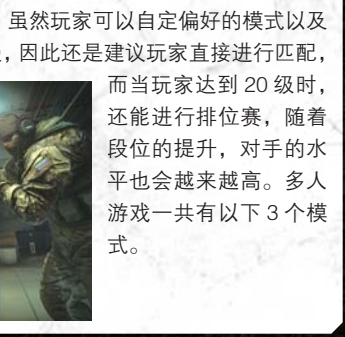 虽然玩家可以自定偏好的模式以及
，因此还是建议玩家直接进行匹配，
而当玩家达到 20 级时，
还能进行排位赛，随着
段位的提升，对手的水
平也会越来越高。多人
游戏一共有以下 3 个模
式。